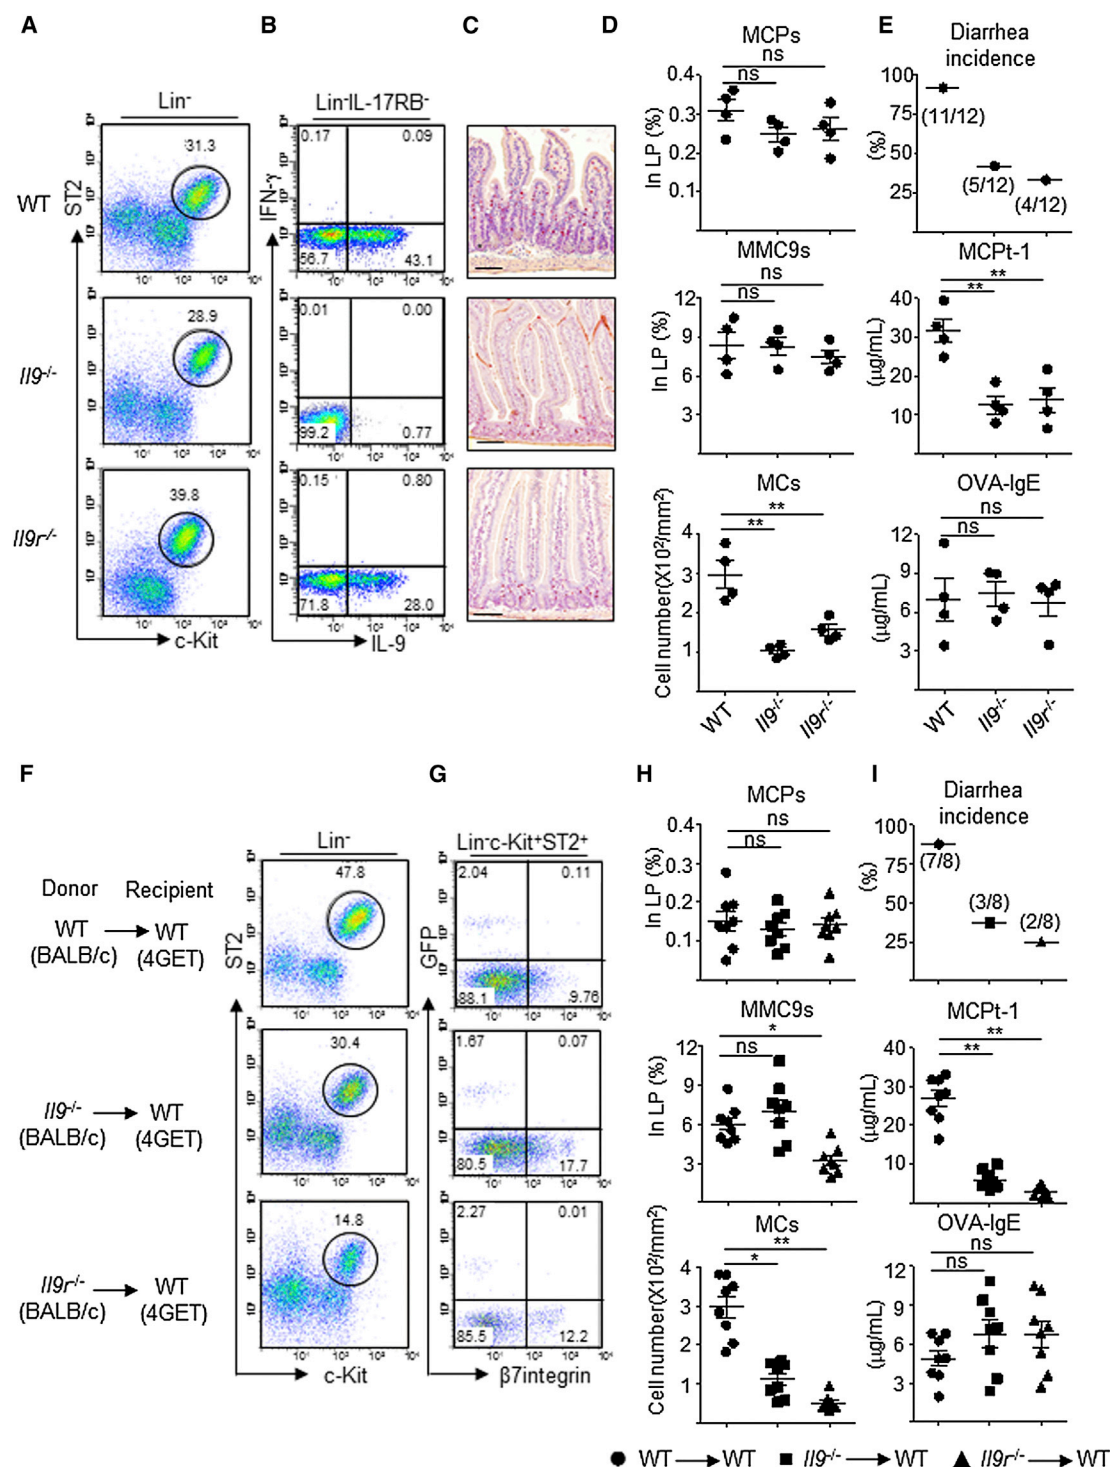 A
B
C
D
E
Lin⁻
Lin⁻IL-17RB⁻
MCPs
Diarrhea
incidence
WT
Il9⁻/⁻
Il9r⁻/⁻
31.3
28.9
39.8
ST2
c-Kit
0.17 0.09
56.7 43.1
0.01 0.00
99.2 0.77
0.15 0.80
71.8 28.0
IFN-γ
IL-9
ns
ns
0.4
0.3
0.2
0.1
In LP (%)
100
75
50
25
(%)
(11/12)
(5/12)
(4/12)
MMC9s
ns
ns
12
9
6
3
In LP (%)
MCPt-1
**
**
40
30
20
10
(µg/mL)
MCs
**
**
4
3
2
1
Cell number(X10²/mm²)
WT Il9⁻/⁻ Il9r⁻/⁻
OVA-IgE
ns
ns
12
9
6
3
(µg/mL)
WT Il9⁻/⁻ Il9r⁻/⁻
F
G
H
I
Donor Recipient
WT WT
(BALB/c) (4GET)
Il9⁻/⁻ WT
(BALB/c) (4GET)
Il9r⁻/⁻ WT
(BALB/c) (4GET)
Lin⁻
47.8
30.4
14.8
ST2
c-Kit
Lin⁻c-Kit⁺ST2⁺
2.04 0.11
88.1 9.76
1.67 0.07
80.5 17.7
2.27 0.01
85.5 12.2
GFP
β7integrin
MCPs
ns
ns
0.4
0.3
0.2
0.1
In LP (%)
Diarrhea
incidence
100
75
50
25
(%)
(7/8)
(3/8)
(2/8)
MMC9s
*
ns
12
9
6
3
In LP (%)
MCPt-1
**
**
40
30
20
10
(µg/mL)
MCs
**
*
4
3
2
1
Cell number(X10²/mm²)
OVA-IgE
ns
ns
12
9
6
3
(µg/mL)
WT WT Il9⁻/⁻ WT Il9r⁻/⁻ WT